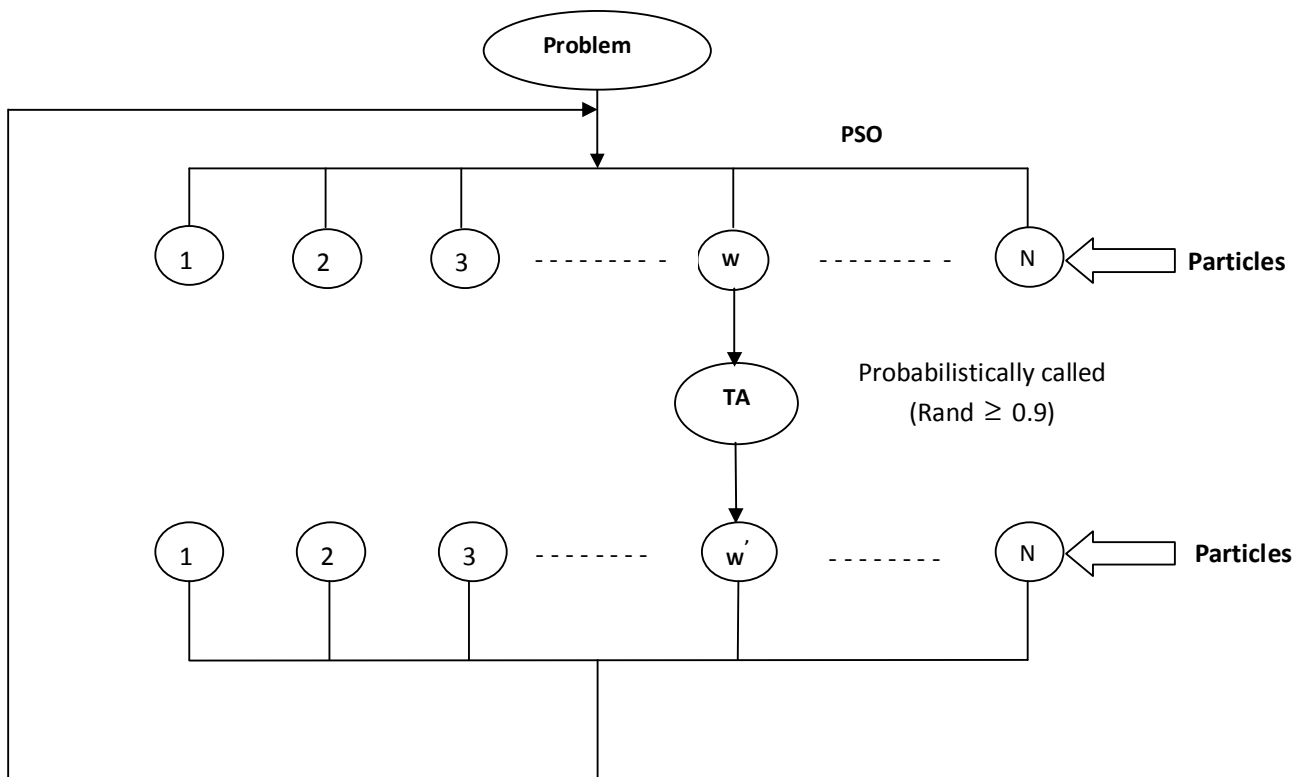 Problem
PSO
1 2 3 - - - - - - - - w - - - - - - - - N Particles
TA
Probabilistically called
(Rand ≥ 0.9)
1 2 3 - - - - - - - - w′ - - - - - - - - N Particles